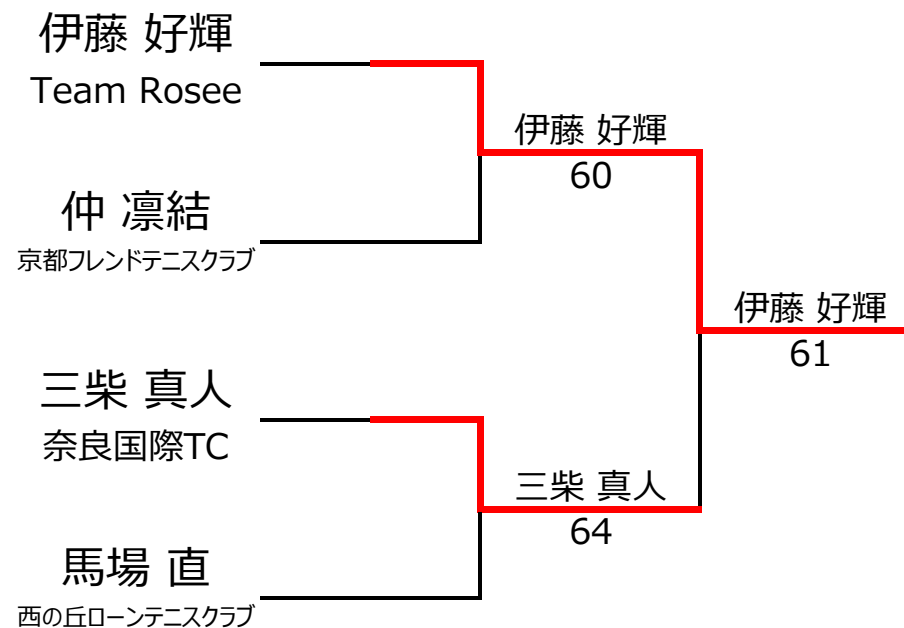 伊藤 好輝
Team Rosee
仲 凛結
京都フレンドテニスクラブ
三柴 真人
奈良国際TC
馬場 直
西の丘ローンテニスクラブ
伊藤 好輝
60
三柴 真人
64
伊藤 好輝
61